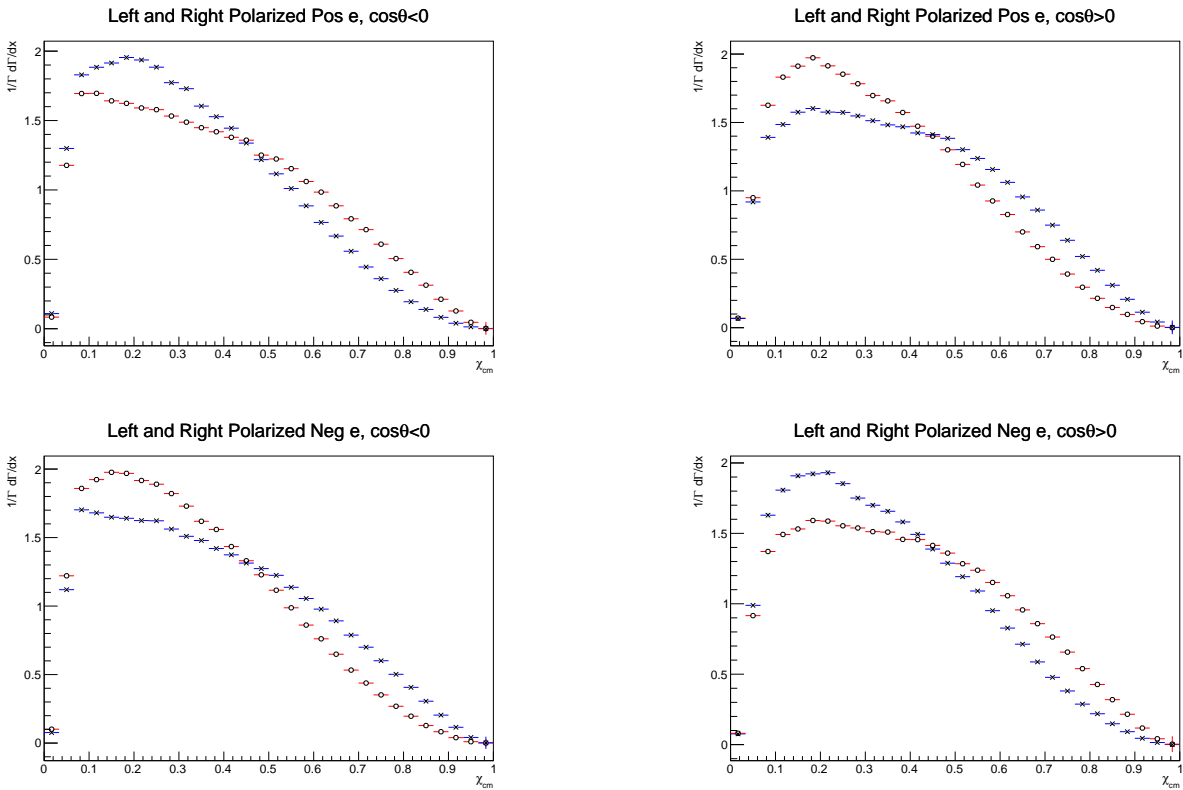 Left and Right Polarized Pos e, cosθ<0
1/Γ dΓ/dx
2
1.5
1
0.5
0
0 0.1 0.2 0.3 0.4 0.5 0.6 0.7 0.8 0.9 1
χcm
Left and Right Polarized Pos e, cosθ>0
1/Γ dΓ/dx
2
1.5
1
0.5
0
0 0.1 0.2 0.3 0.4 0.5 0.6 0.7 0.8 0.9 1
χcm
Left and Right Polarized Neg e, cosθ<0
1/Γ dΓ/dx
2
1.5
1
0.5
0
0 0.1 0.2 0.3 0.4 0.5 0.6 0.7 0.8 0.9 1
χcm
Left and Right Polarized Neg e, cosθ>0
1/Γ dΓ/dx
2
1.5
1
0.5
0
0 0.1 0.2 0.3 0.4 0.5 0.6 0.7 0.8 0.9 1
χcm